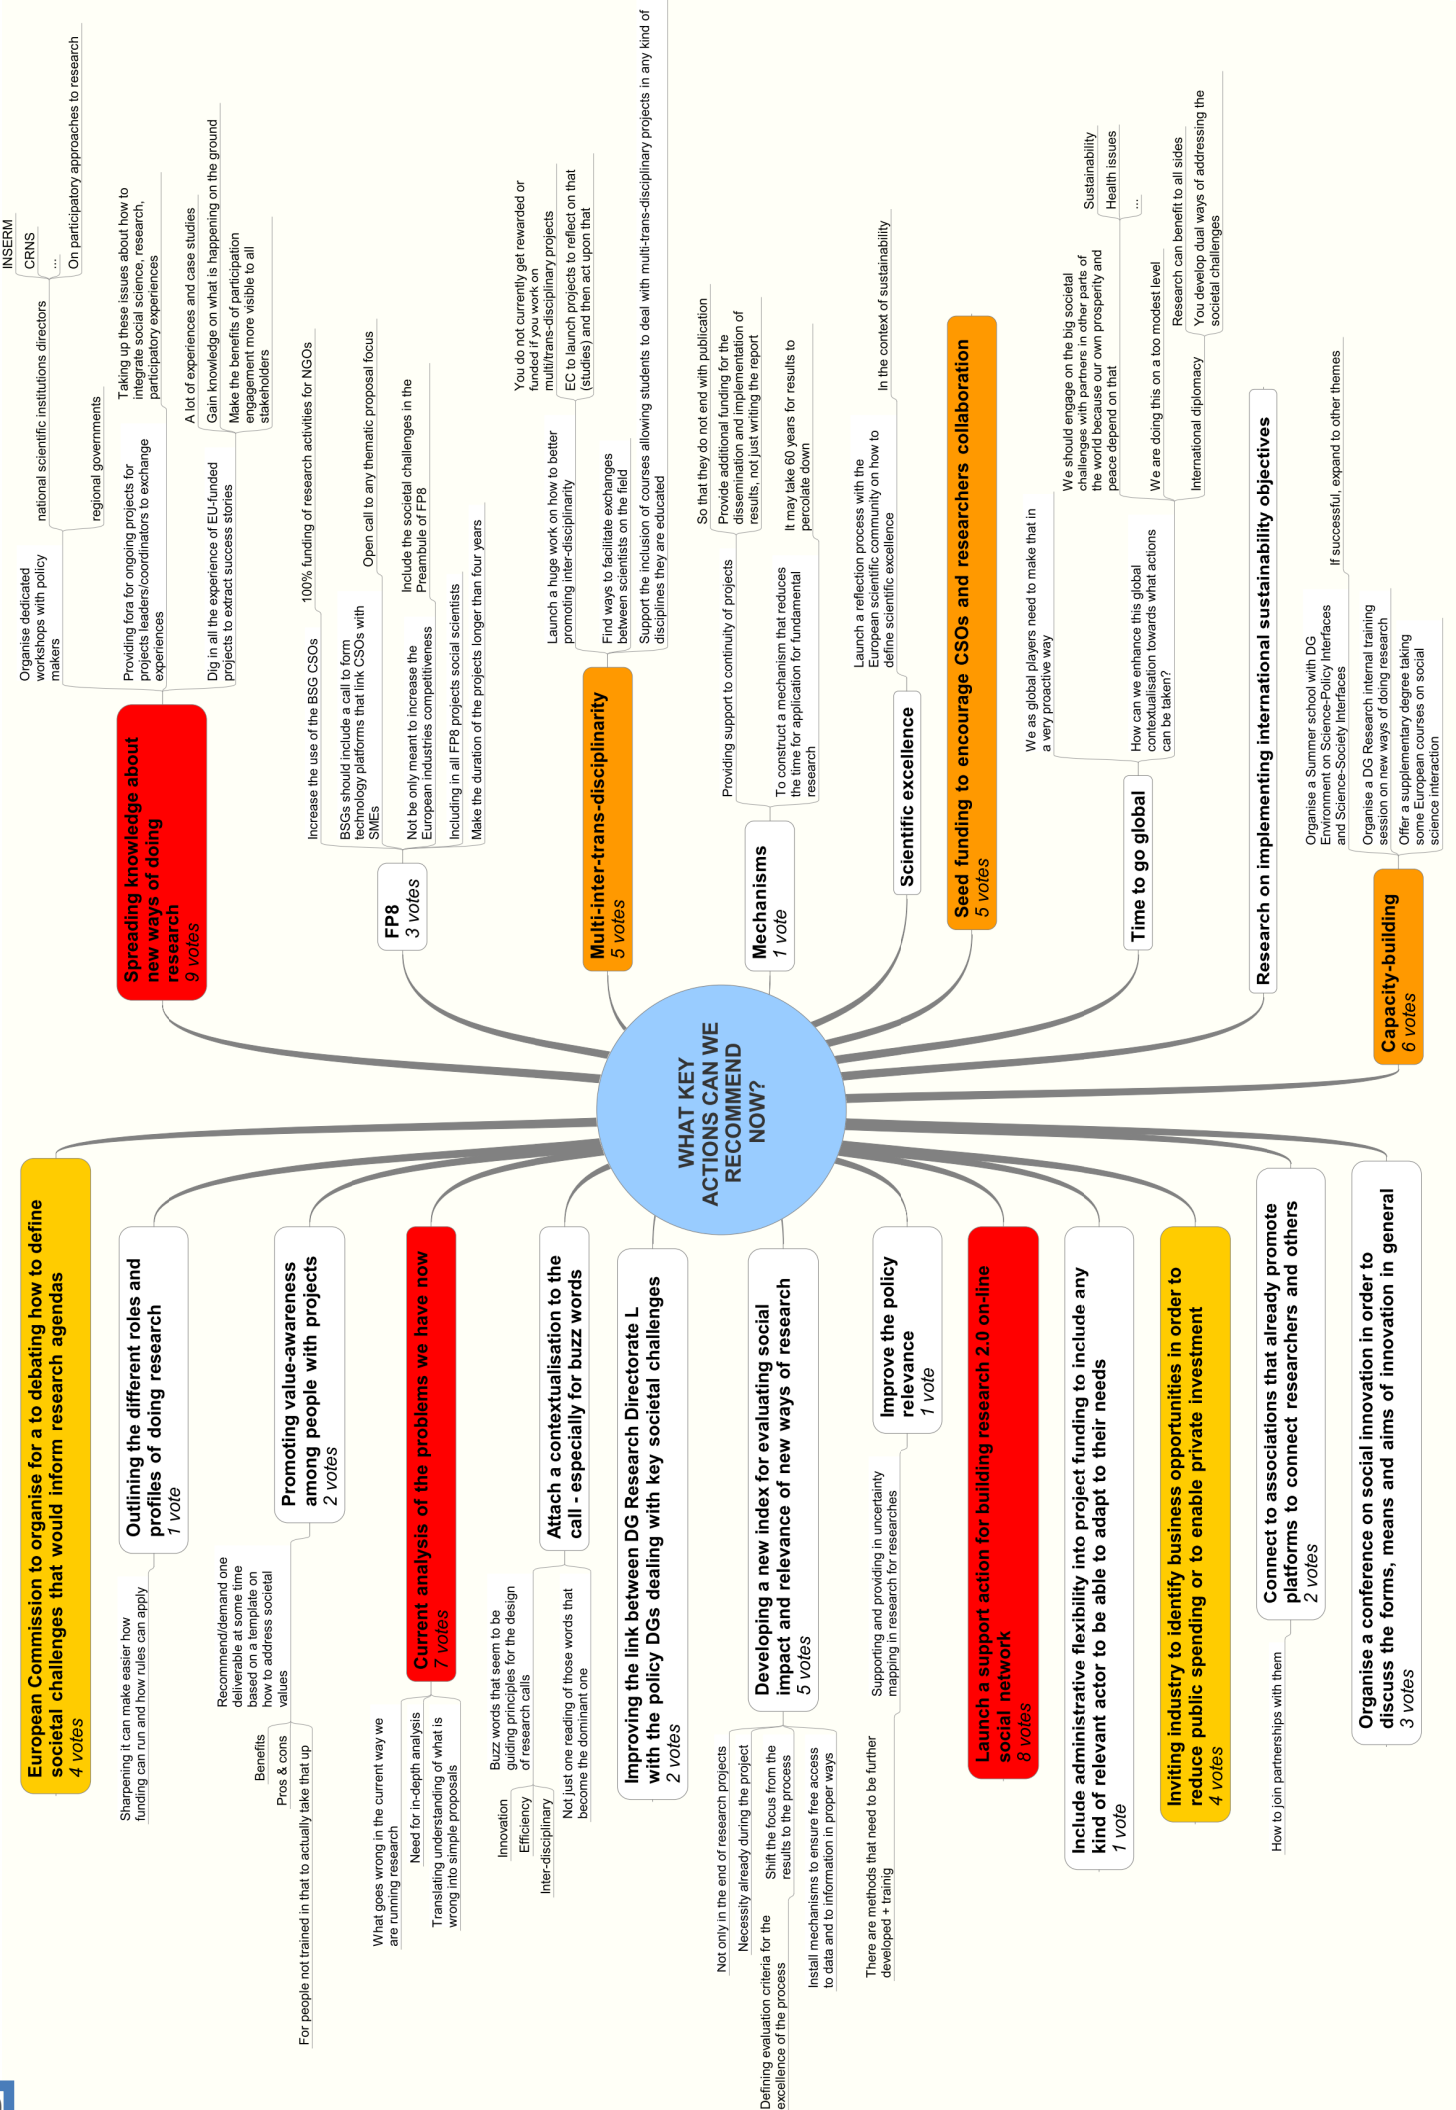 WHAT KEY
ACTIONS CAN WE
RECOMMEND
NOW?
Spreading knowledge about
new ways of doing
research
9 votes
Organise dedicated
workshops with policy
makers
national scientific institutions directors
INSERM
CRNS
...
On participatory approaches to research
regional governments
Providing fora for ongoing projects for
projects leaders/coordinators to exchange
experiences
Taking up these issues about how to
integrate social science, research,
participatory experiences
Dig in all the experience of EU-funded
projects to extract success stories
A lot of experiences and case studies
Gain knowledge on what is happening on the ground
Make the benefits of participation
engagement more visible to all
stakeholders
FP8
3 votes
Increase the use of the BSG CSOs
100% funding of research activities for NGOs
BSGs should include a call to form
technology platforms that link CSOs with
SMEs
Open call to any thematic proposal focus
Not be only meant to increase the
European industries competitiveness
Include the societal challenges in the
Preambule of FP8
Including in all FP8 projects social scientists
Make the duration of the projects longer than four years
Multi-inter-trans-disciplinarity
5 votes
Launch a huge work on how to better
promoting inter-disciplinarity
You do not currently get rewarded or
funded if you work on
multi/trans-disciplinary projects
EC to launch projects to reflect on that
(studies) and then act upon that
Find ways to facilitate exchanges
between scientists on the field
Support the inclusion of courses allowing students to deal with multi-trans-disciplinary projects in any kind of
disciplines they are educated
Mechanisms
1 vote
Providing support to continuity of projects
So that they do not end with publication
Provide additional funding for the
dissemination and implementation of
results, not just writing the report
To construct a mechanism that reduces
the time for application for fundamental
research
It may take 60 years for results to
percolate down
Scientific excellence
Launch a reflection process with the
European scientific community on how to
define scientific excellence
In the context of sustainability
Seed funding to encourage CSOs and researchers collaboration
5 votes
Time to go global
We as global players need to make that in
a very proactive way
How can we enhance this global
contextualisation towards what actions
can be taken?
We should engage on the big societal
challenges with partners in other parts of
the world because our own prosperity and
peace depend on that
Sustainability
Health issues
...
We are doing this on a too modest level
International diplomacy
Research can benefit to all sides
You develop dual ways of addressing the
societal challenges
Research on implementing international sustainability objectives
Capacity-building
6 votes
Organise a Summer school with DG
Environment on Science-Policy Interfaces
and Science-Society Interfaces
If successful, expand to other themes
Organise a DG Research internal training
session on new ways of doing research
Offer a supplementary degree taking
some European courses on social
science interaction
European Commission to organise for a to debating how to define
societal challenges that would inform research agendas
4 votes
Outlining the different roles and
profiles of doing research
1 vote
Sharpening it can make easier how
funding can run and how rules can apply
Promoting value-awareness
among people with projects
2 votes
Recommend/demand one
deliverable at some time
based on a template on
how to address societal
values
Benefits
Pros & cons
For people not trained in that to actually take that up
Current analysis of the problems we have now
7 votes
What goes wrong in the current way we
are running research
Need for in-depth analysis
Translating understanding of what is
wrong into simple proposals
Attach a contextualisation to the
call - especially for buzz words
Buzz words that seem to be
guiding principles for the design
of research calls
Innovation
Efficiency
Inter-disciplinary
Not just one reading of those words that
become the dominant one
Improving the link between DG Research Directorate L
with the policy DGs dealing with key societal challenges
2 votes
Developing a new index for evaluating social
impact and relevance of new ways of research
5 votes
Not only in the end of research projects
Necessity already during the project
Shift the focus from the
results to the process
Defining evaluation criteria for the
excellence of the process
Install mechanisms to ensure free access
to data and to information in proper ways
Improve the policy
relevance
1 vote
Supporting and providing in uncertainty
mapping in research for researches
There are methods that need to be further
developed + trainig
Launch a support action for building research 2.0 on-line
social network
8 votes
Include administrative flexibility into project funding to include any
kind of relevant actor to be able to adapt to their needs
1 vote
Inviting industry to identify business opportunities in order to
reduce public spending or to enable private investment
4 votes
Connect to associations that already promote
platforms to connect researchers and others
2 votes
How to join partnerships with them
Organise a conference on social innovation in order to
discuss the forms, means and aims of innovation in general
3 votes